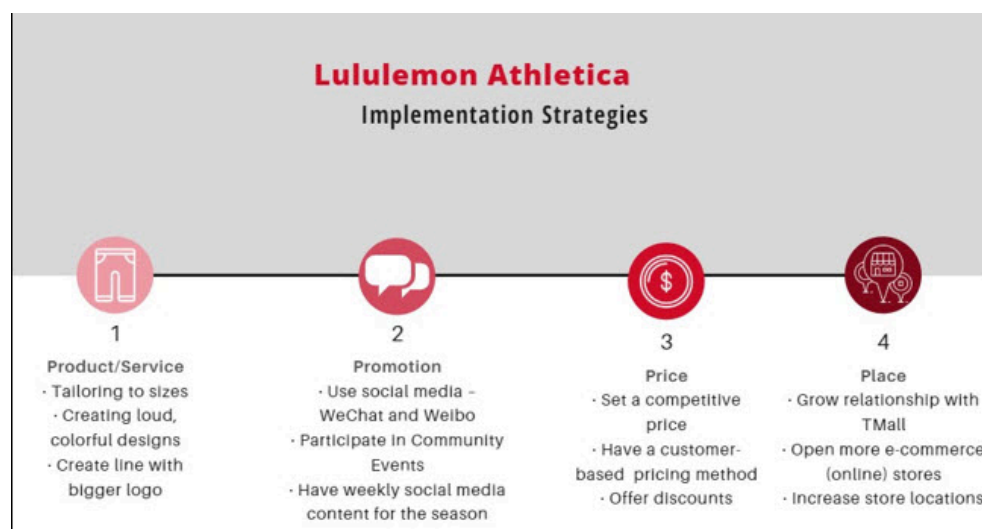 Lululemon Athletica
Implementation Strategies
1
Product/Service
· Tailoring to sizes
· Creating loud,
colorful designs
· Create line with
bigger logo
2
Promotion
· Use social media –
WeChat and Weibo
· Participate in Community
Events
· Have weekly social media
content for the season
$
3
Price
· Set a competitive
price
· Have a customer-
based pricing method
· Offer discounts
4
Place
· Grow relationship with
TMall
· Open more e-commerce
(online) stores
· Increase store locations